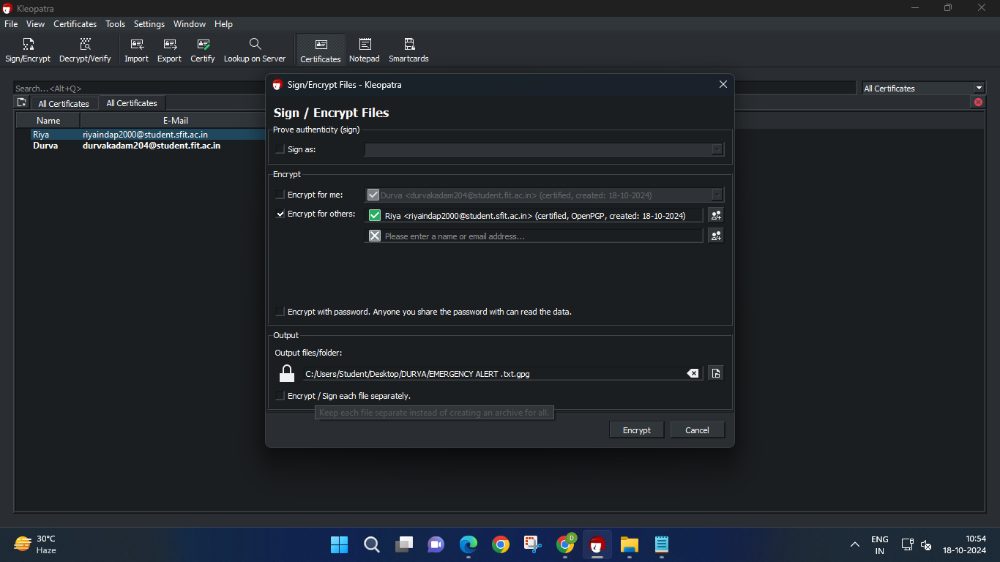 Kleopatra
File View Certificates Tools Settings Window Help
Sign/Encrypt Decrypt/Verify Import Export Certify Lookup on Server Certificates Notepad Smartcards
Search...<Alt+Q>
All Certificates
All Certificates All Certificates
Name E-Mail
Riya riyaindap2000@student.sfit.ac.in
Durva durvakadam204@student.fit.ac.in
Sign/Encrypt Files - Kleopatra
Sign / Encrypt Files
Prove authenticity (sign)
Sign as:
Encrypt
Encrypt for me: Durva <durvakadam204@student.fit.ac.in> (certified, created: 18-10-2024)
Encrypt for others: Riya <riyaindap2000@student.sfit.ac.in> (certified, OpenPGP, created: 18-10-2024)
Please enter a name or email address...
Encrypt with password. Anyone you share the password with can read the data.
Output
Output files/folder:
C:/Users/Student/Desktop/DURVA/EMERGENCY ALERT .txt.gpg
Encrypt / Sign each file separately.
Keep each file separate instead of creating an archive for all.
Encrypt Cancel
30°C
Haze
D
ENG
IN
10:54
18-10-2024